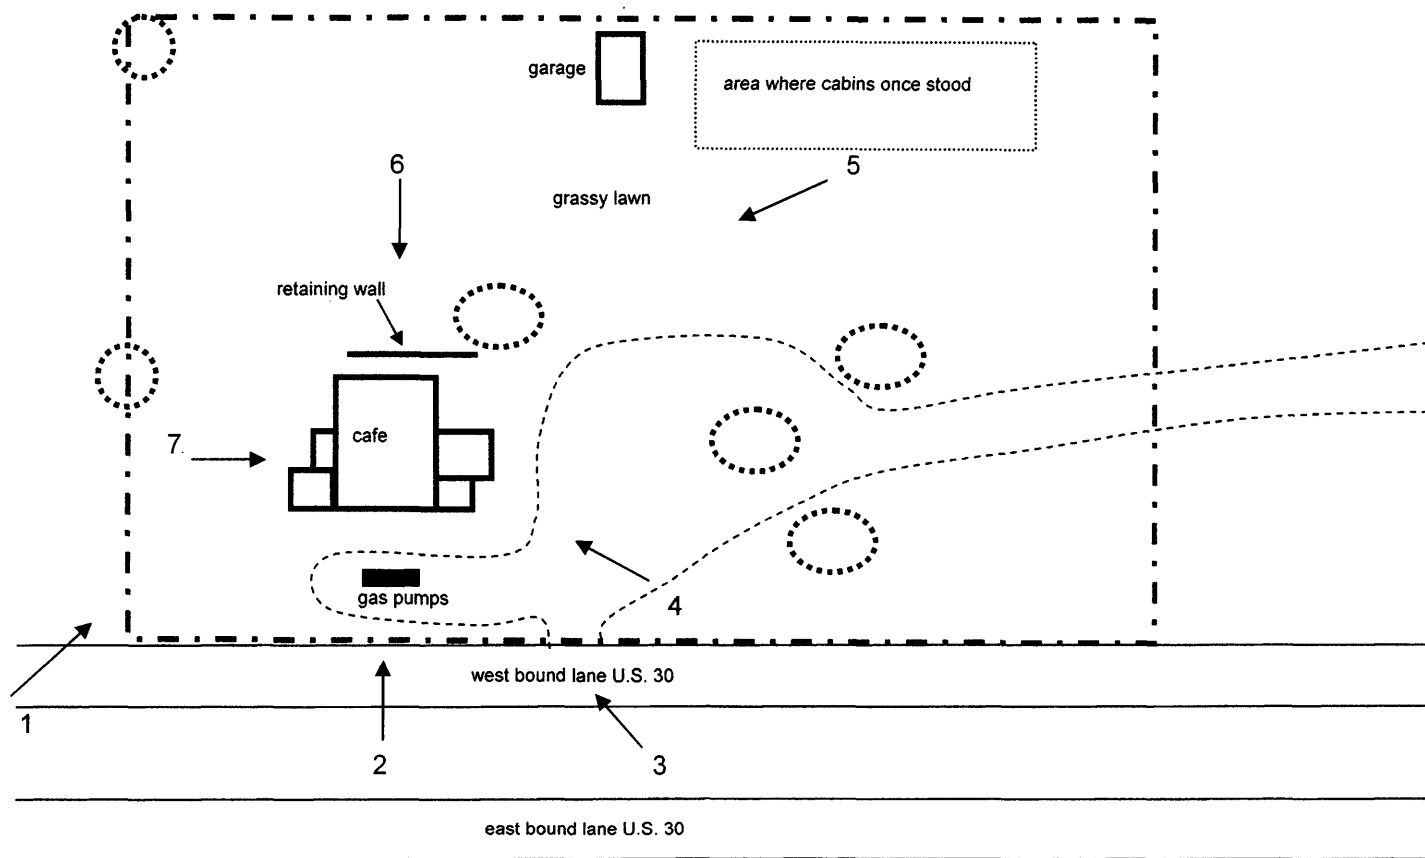 garage
area where cabins once stood
6
5
grassy lawn
retaining wall
cafe
7.
gas pumps
4
west bound lane U.S. 30
1
2
3
east bound lane U.S. 30